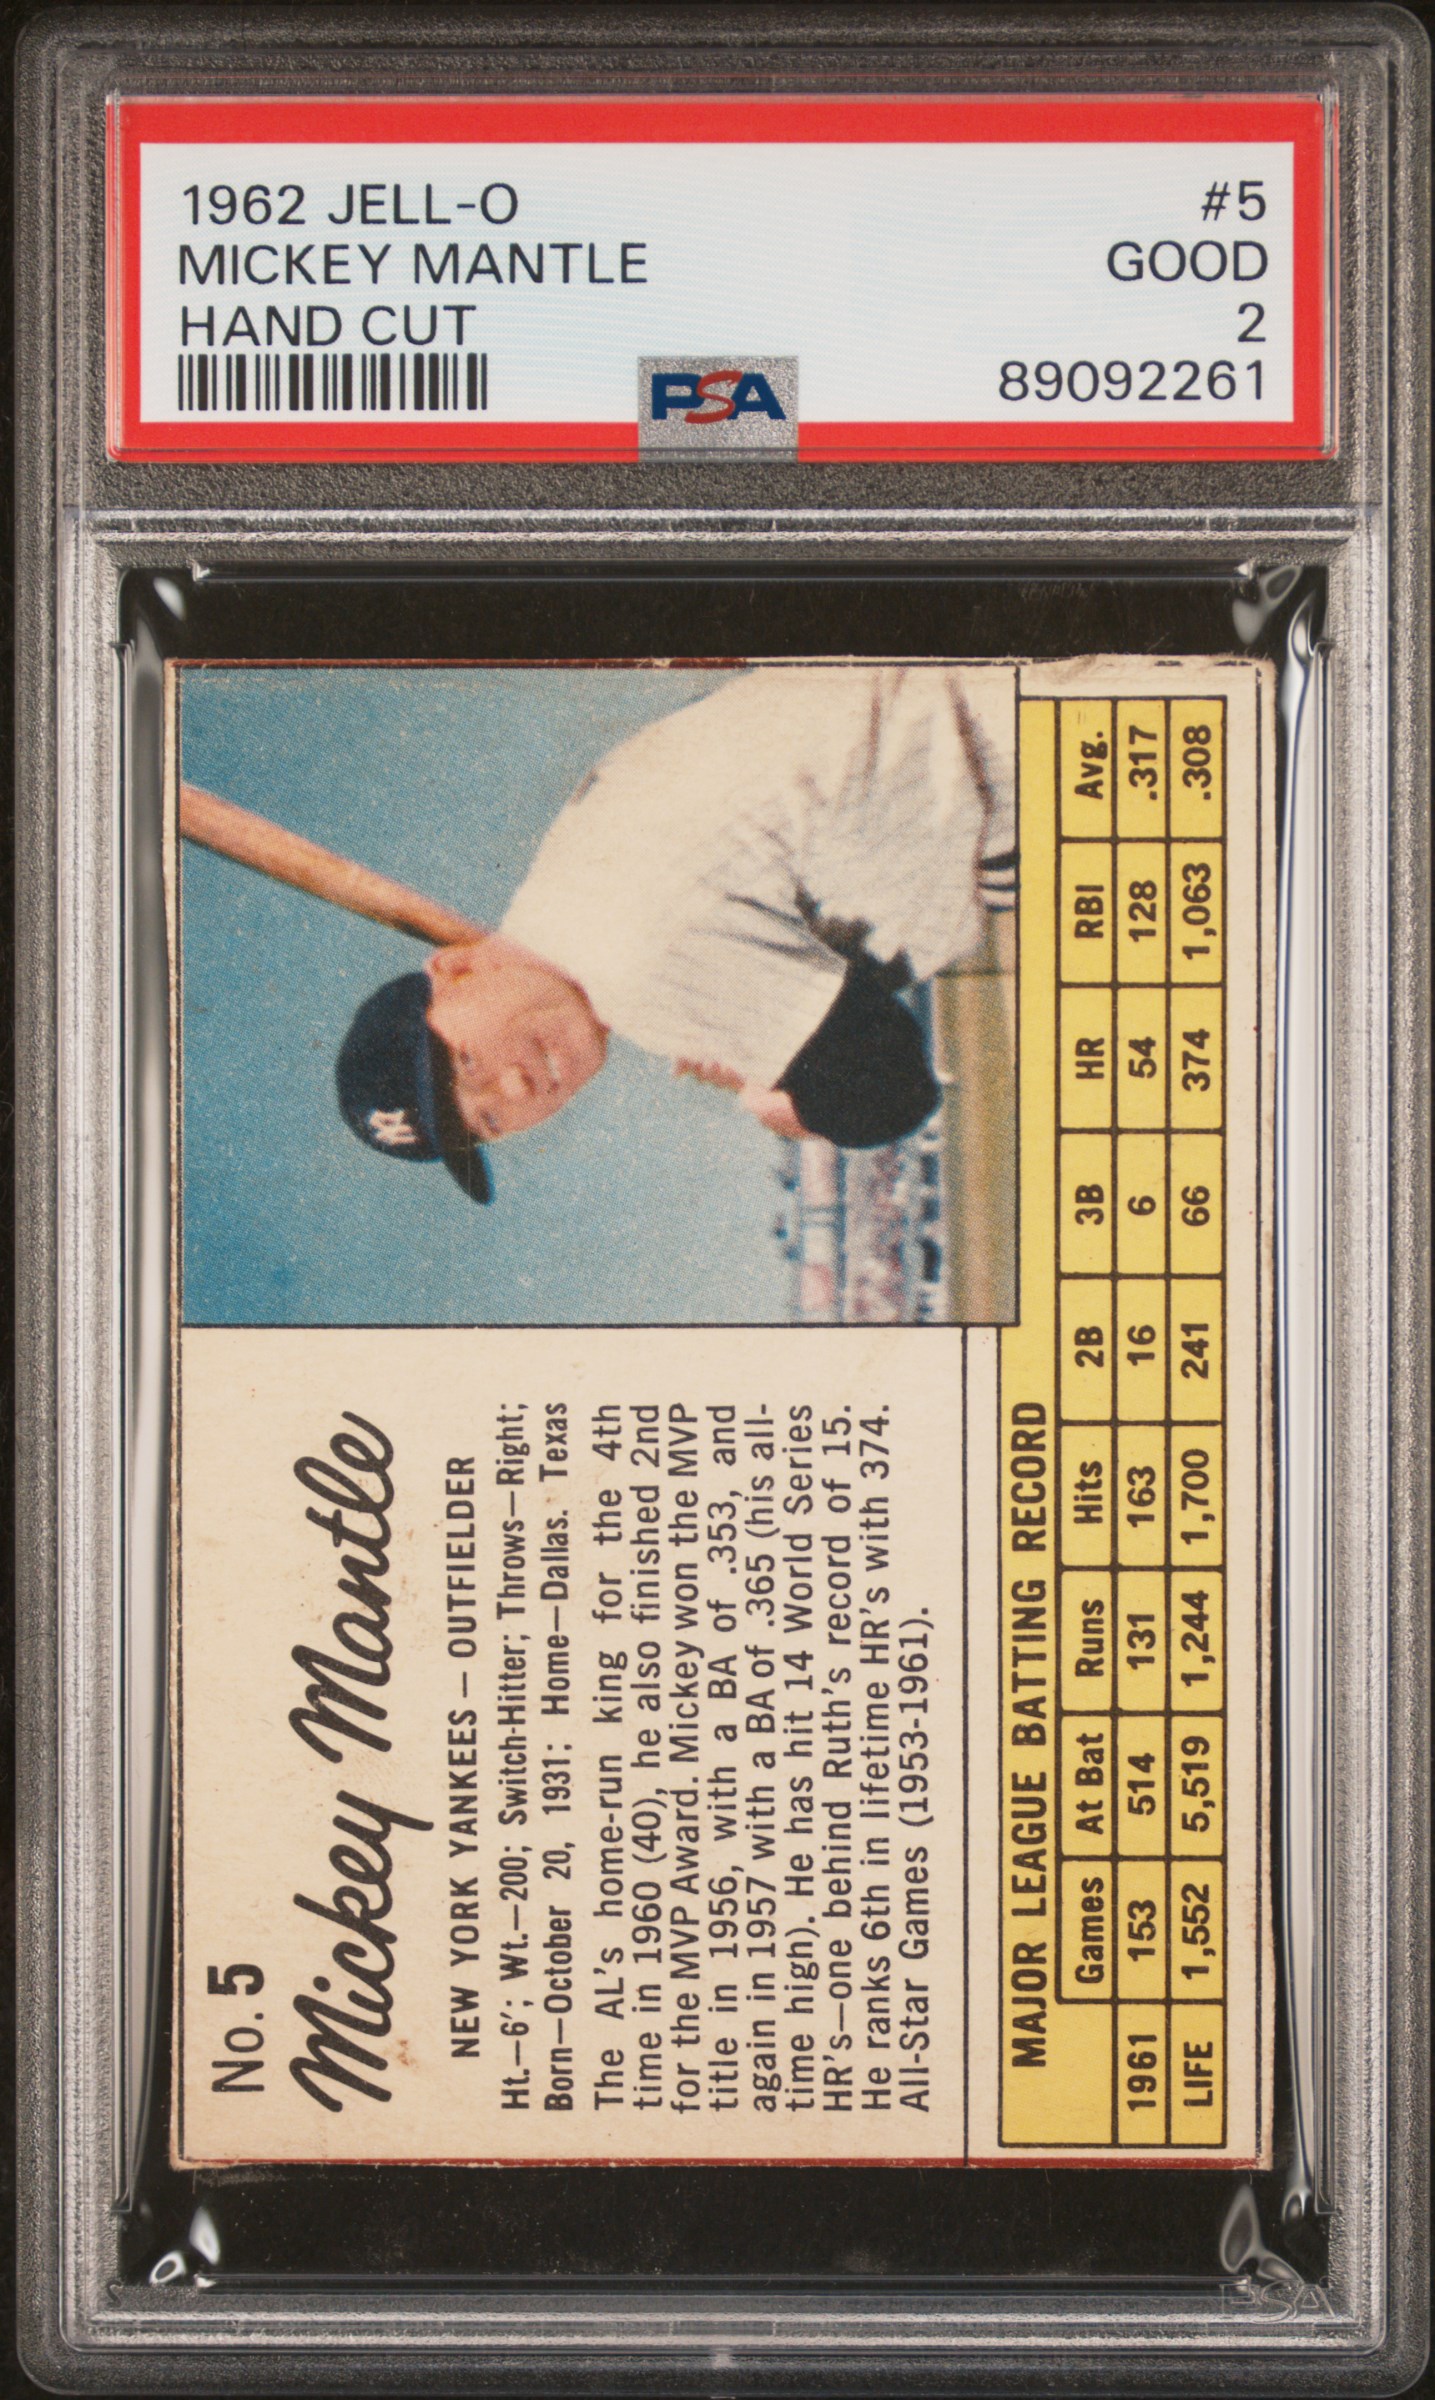 1962 JELL-O #5
MICKEY MANTLE GOOD
HAND CUT 2
PSA 89092261
No. 5
Mickey Mantle
NEW YORK YANKEES — OUTFIELDER
Ht.—6'; Wt.—200; Switch-Hitter; Throws—Right;
Born—October 20, 1931: Home—Dallas. Texas
The AL's home-run king for the 4th
time in 1960 (40), he also finished 2nd
for the MVP Award. Mickey won the MVP
title in 1956, with a BA of .353, and
again in 1957 with a BA of .365 (his all-
time high). He has hit 14 World Series
HR's—one behind Ruth's record of 15.
He ranks 6th in lifetime HR's with 374.
All-Star Games (1953-1961).
MAJOR LEAGUE BATTING RECORD
Games At Bat Runs Hits 2B 3B HR RBI Avg.
1961 153 514 131 163 16 6 54 128 .317
LIFE 1,552 5,519 1,244 1,700 241 66 374 1,063 .308
NY
PSA